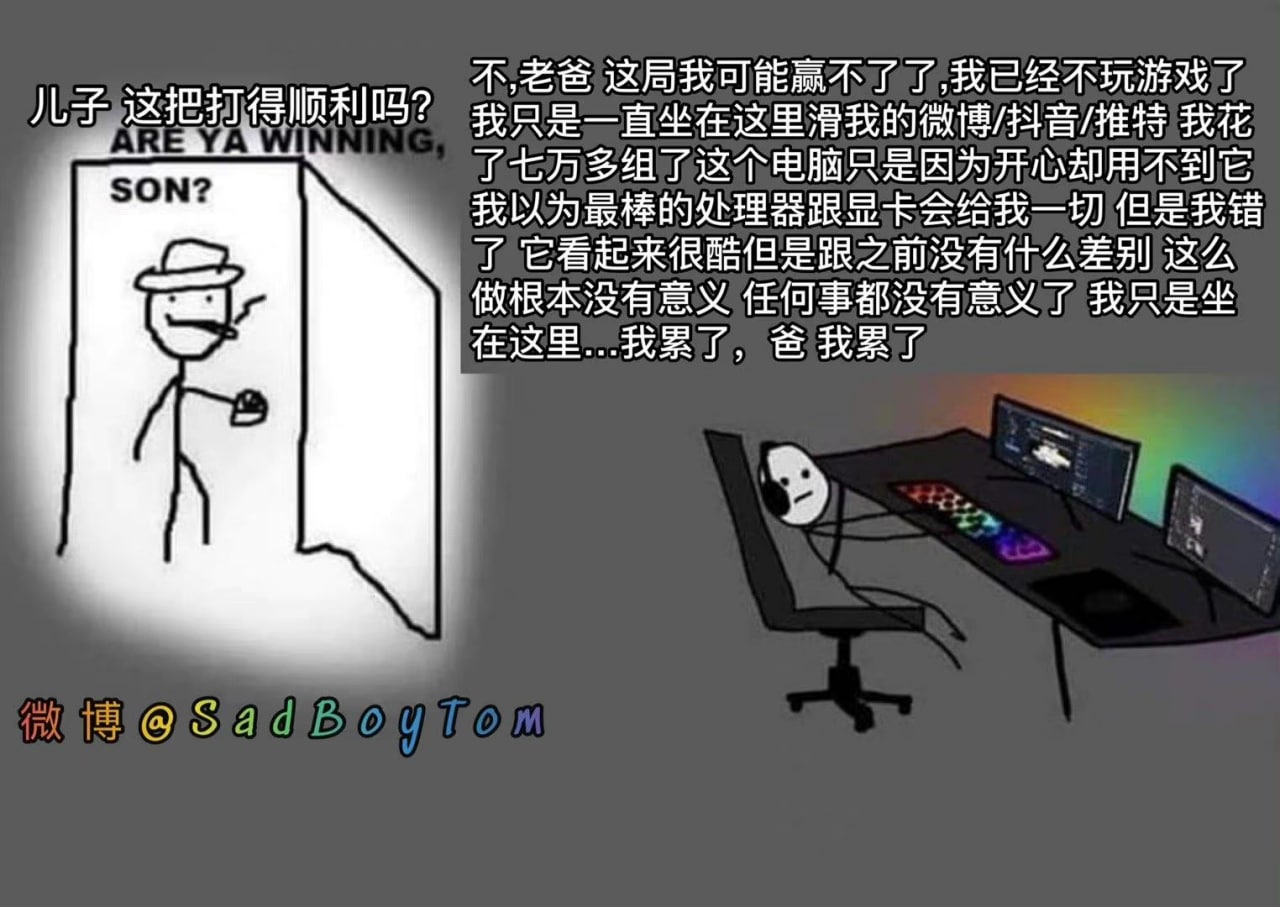 儿子 这把打得顺利吗?
ARE YA WINNING,
SON?
不,老爸 这局我可能赢不了了,我已经不玩游戏了
我只是一直坐在这里滑我的微博/抖音/推特 我花
了七万多组了这个电脑只是因为开心却用不到它
我以为最棒的处理器跟显卡会给我一切 但是我错
了 它看起来很酷但是跟之前没有什么差别 这么
做根本没有意义 任何事都没有意义了 我只是坐
在这里...我累了，爸 我累了
微博@SadBoyTom